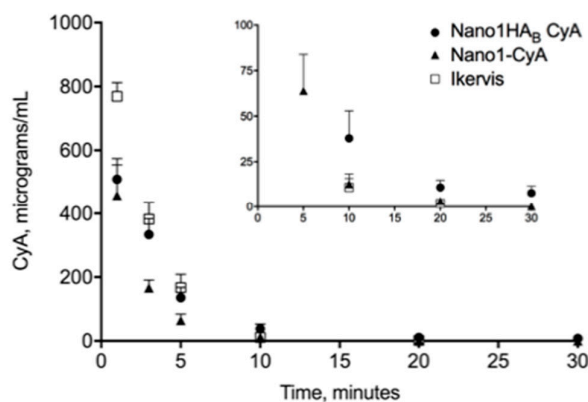 1000
800
600
400
200
0
CyA, micrograms/mL
0 5 10 15 20 25 30
Time, minutes
100
75
50
25
0
0 5 10 15 20 25 30
Nano1HAB CyA
Nano1-CyA
Ikervis